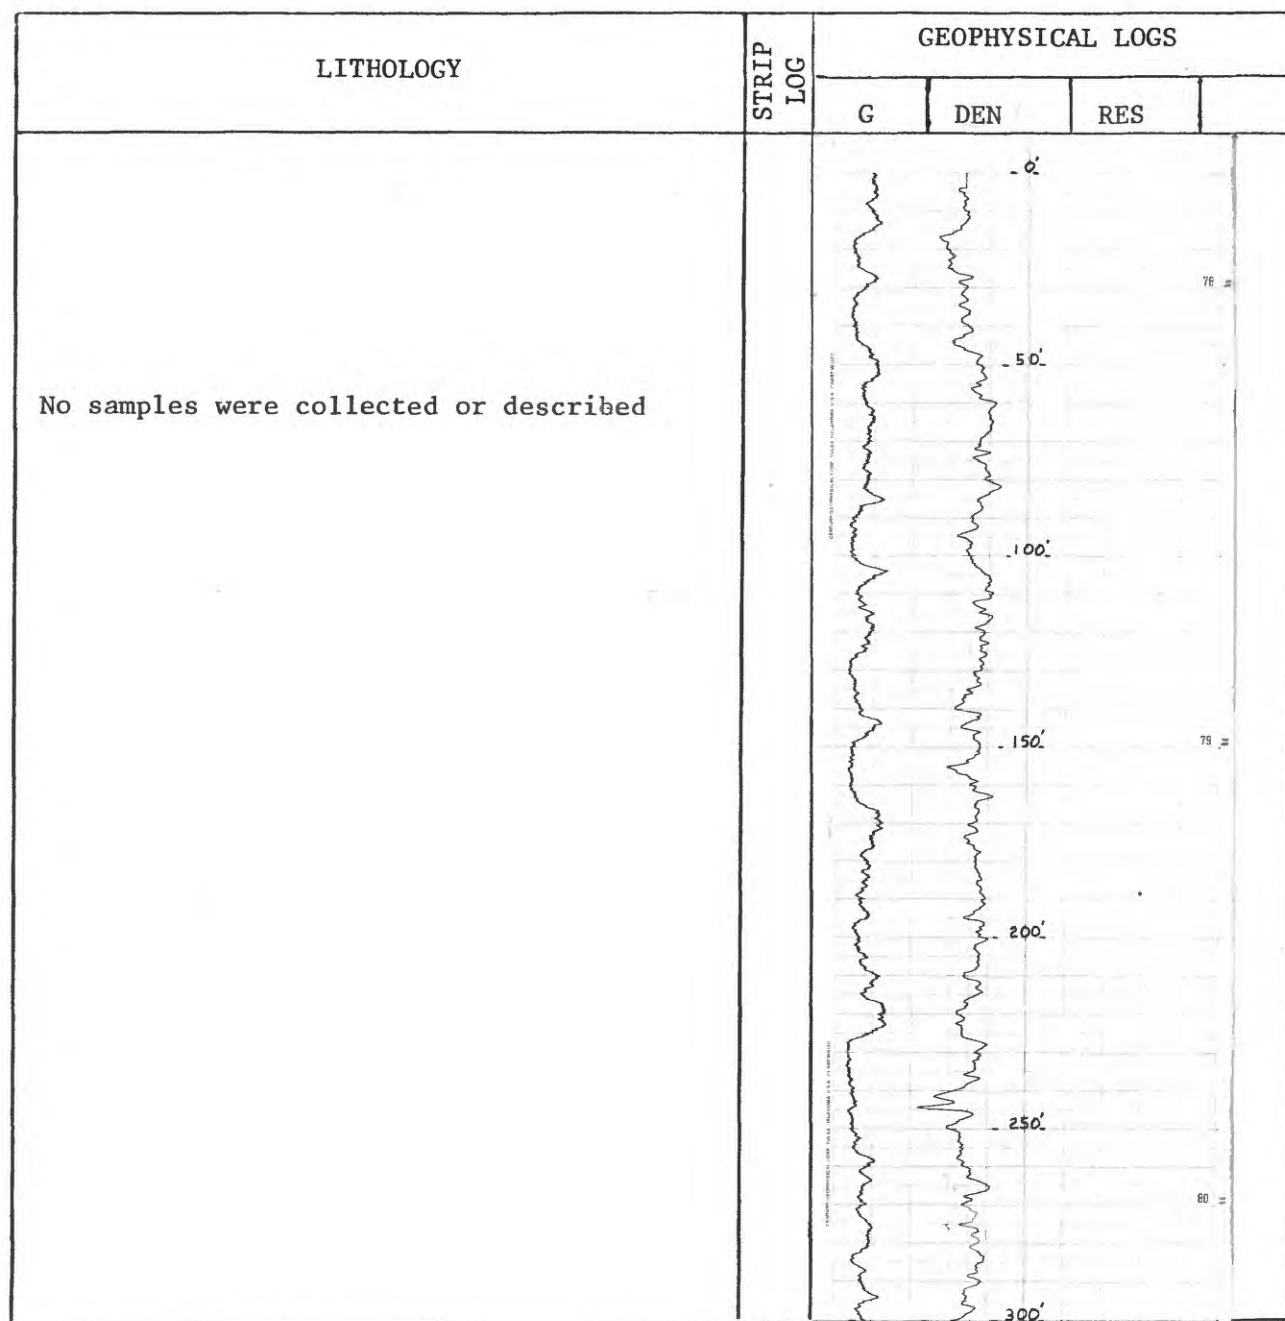 LITHOLOGY
STRIP
LOG
GEOPHYSICAL LOGS
G DEN RES
0'
78
50'
No samples were collected or described
100'
150'
79
200'
250'
80
300'